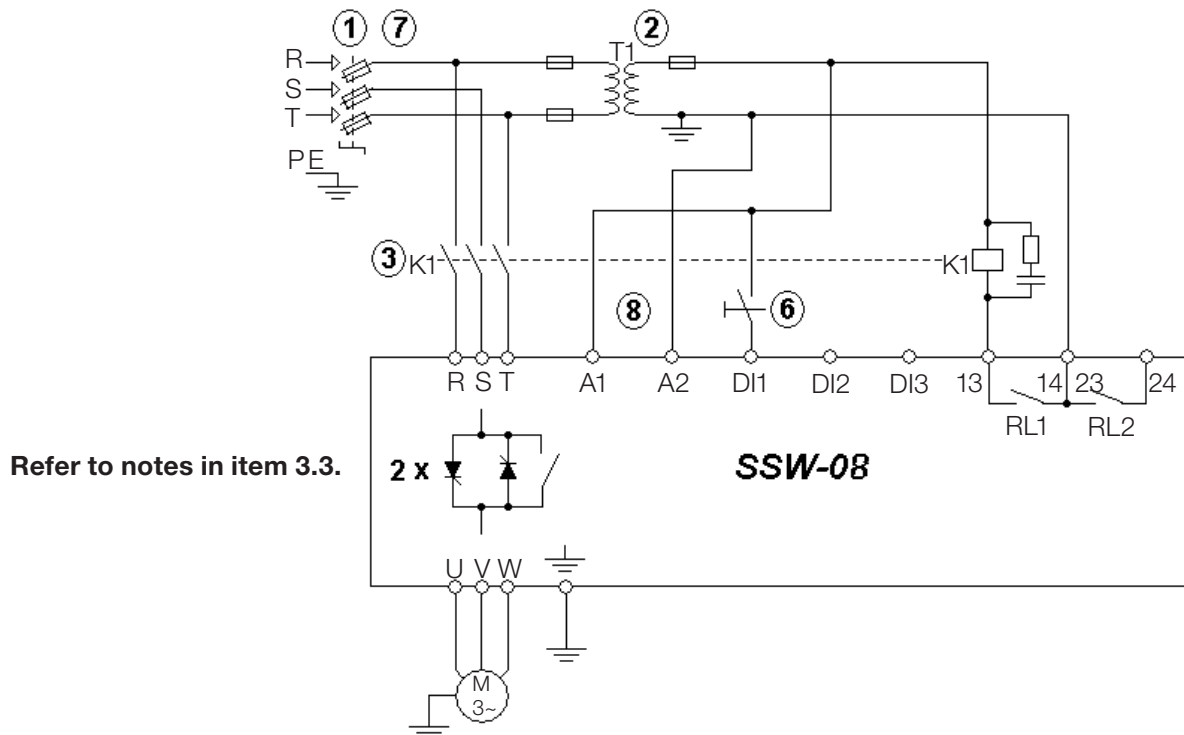 1 7 T1 2
R
S
T
PE
3 K1 K1
8 6
R S T A1 A2 DI1 DI2 DI3 13 14 23 24
RL1 RL2
Refer to notes in item 3.3.
2 x
SSW-08
U V W
M
3~